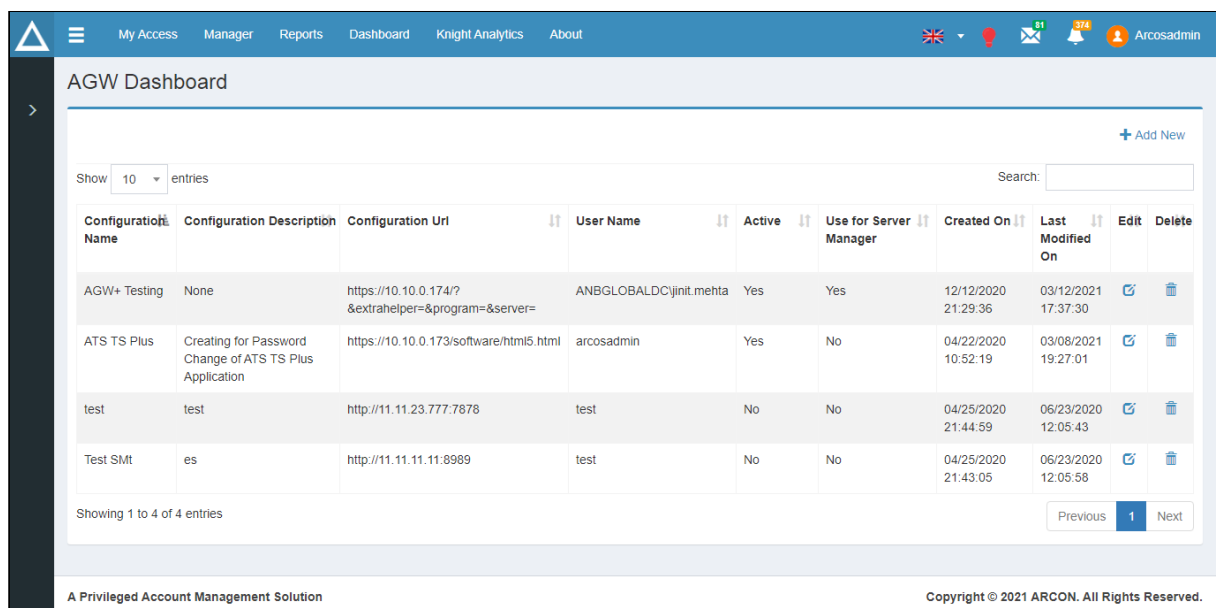 My Access Manager Reports Dashboard Knight Analytics About 81 374 Arcosadmin
AGW Dashboard
Add New
Show 10 entries Search:
Configuration Name Configuration Description Configuration Url User Name Active Use for Server Manager Created On Last Modified On Edit Delete
AGW+ Testing None https://10.10.0.174/? ANBGLOBALDC\jinit.mehta Yes Yes 12/12/2020 03/12/2021
&extrahelper=&program=&server= 21:29:36 17:37:30
ATS TS Plus Creating for Password https://10.10.0.173/software/html5.html arcosadmin Yes No 04/22/2020 03/08/2021
Change of ATS TS Plus 10:52:19 19:27:01
Application
test test http://11.11.23.777:7878 test No No 04/25/2020 06/23/2020
21:44:59 12:05:43
Test SMt es http://11.11.11.11:8989 test No No 04/25/2020 06/23/2020
21:43:05 12:05:58
Showing 1 to 4 of 4 entries Previous 1 Next
A Privileged Account Management Solution Copyright © 2021 ARCON. All Rights Reserved.